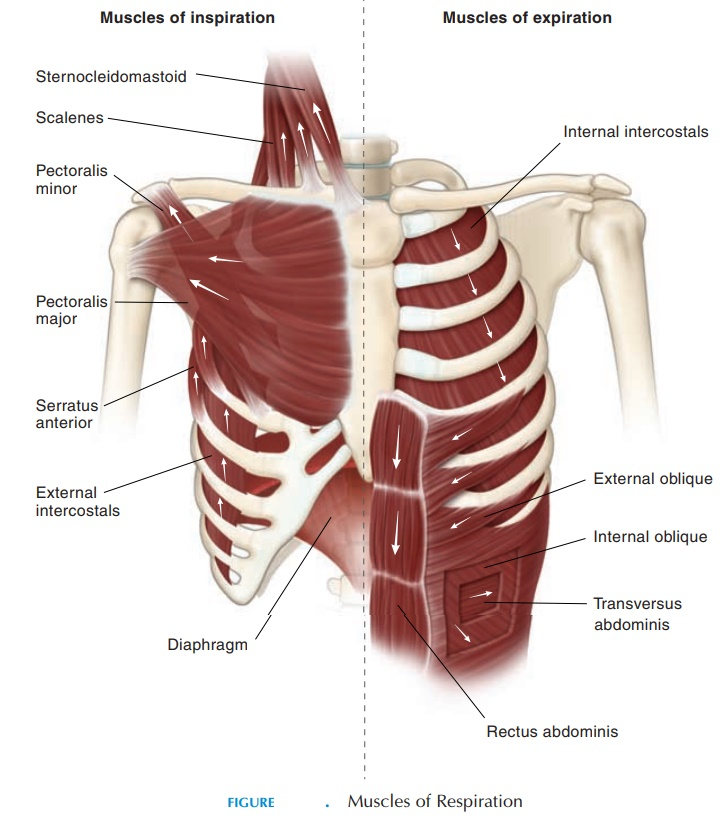 Muscles of inspiration
Muscles of expiration
Sternocleidomastoid
Scalenes
Pectoralis
minor
Pectoralis
major
Serratus
anterior
External
intercostals
Diaphragm
Internal intercostals
External oblique
Internal oblique
Transversus
abdominis
Rectus abdominis
FIGURE . Muscles of Respiration